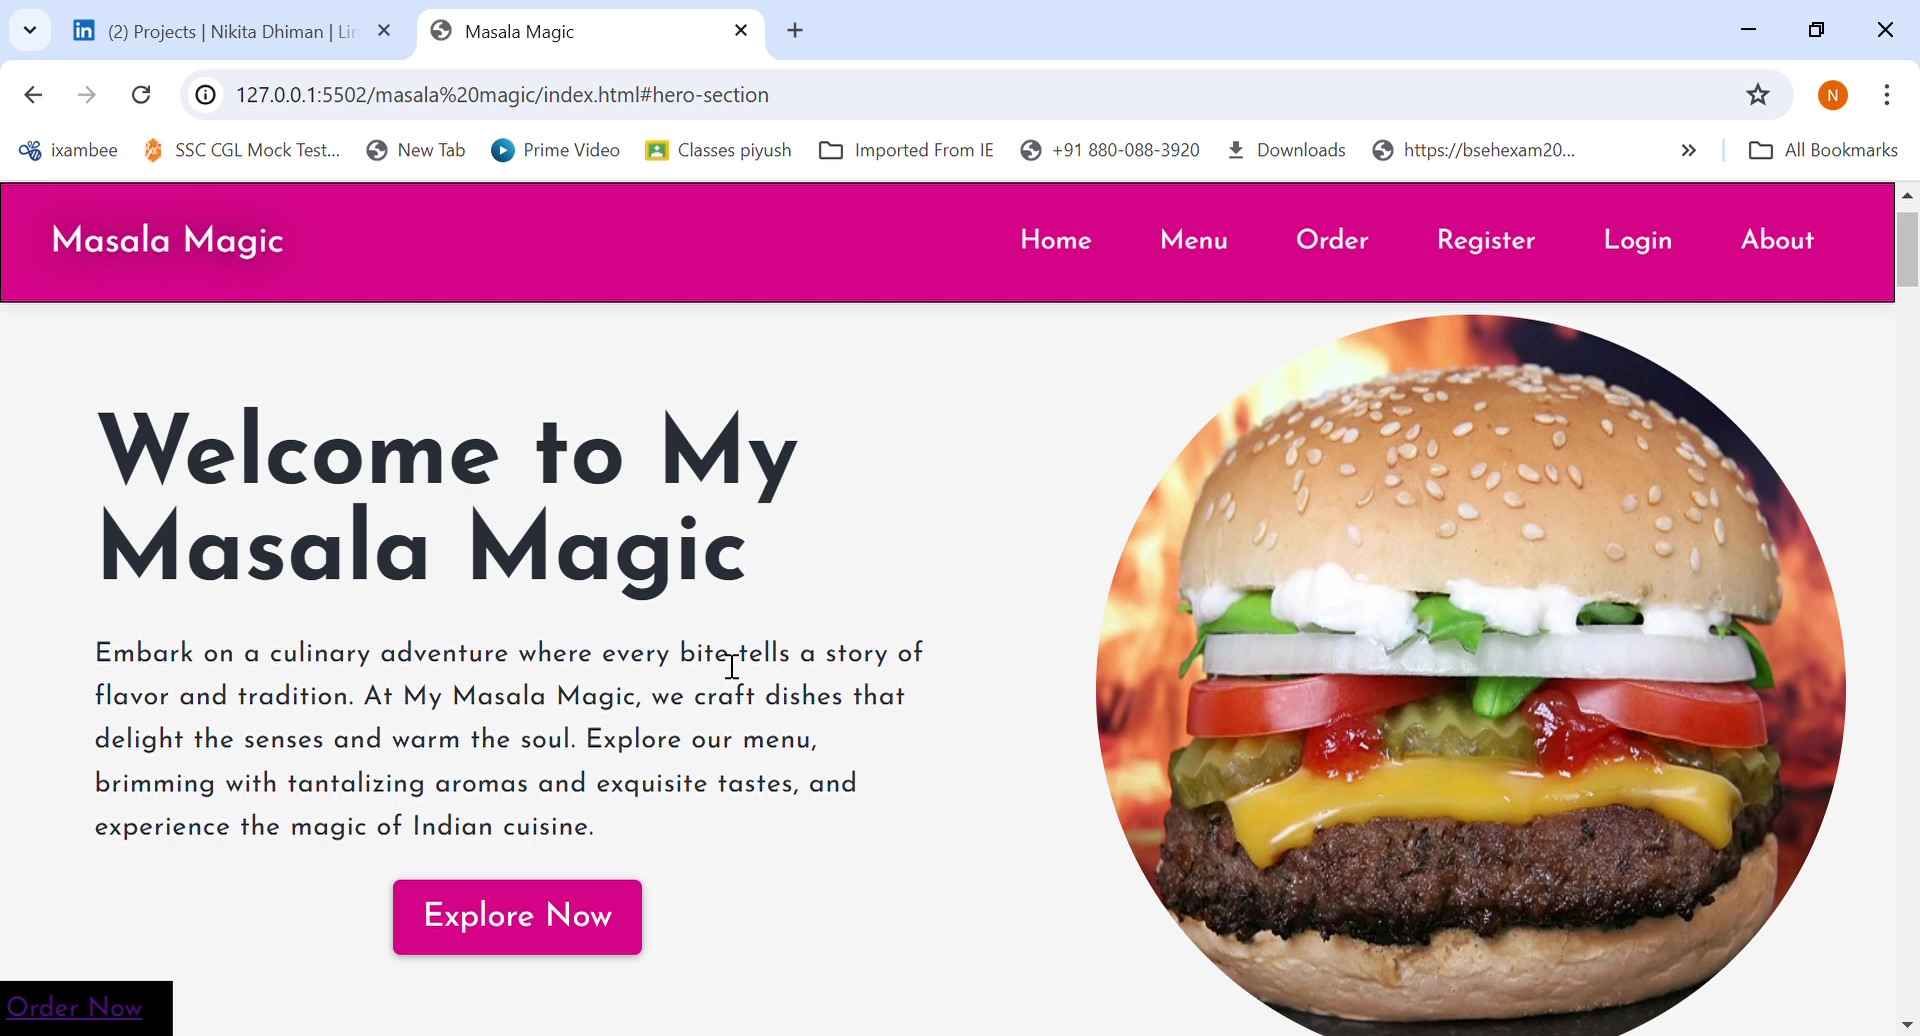 (2) Projects | Nikita Dhiman | Lin
Masala Magic
127.0.0.1:5502/masala%20magic/index.html#hero-section
N
ixambee
SSC CGL Mock Test...
New Tab
Prime Video
Classes piyush
Imported From IE
+91 880-088-3920
Downloads
https://bsehexam20...
»
All Bookmarks
Masala Magic
Home
Menu
Order
Register
Login
About
Welcome to My
Masala Magic
Embark on a culinary adventure where every bite tells a story of
flavor and tradition. At My Masala Magic, we craft dishes that
delight the senses and warm the soul. Explore our menu,
brimming with tantalizing aromas and exquisite tastes, and
experience the magic of Indian cuisine.
Explore Now
Order Now